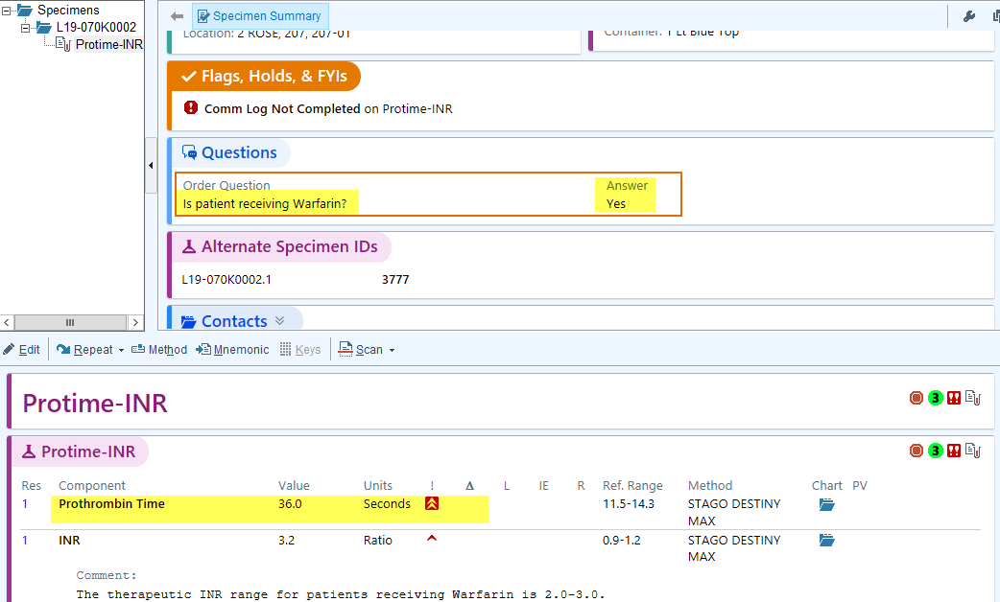 Specimens
L19-070K0002
Protime-INR
Specimen Summary
Location: 2 ROSE, 207, 207-01
Container: 1 Lt Blue Top
Flags, Holds, & FYIs
Comm Log Not Completed on Protime-INR
Questions
Order Question Answer
Is patient receiving Warfarin? Yes
Alternate Specimen IDs
L19-070K0002.1 3777
Contacts
Edit Repeat Method Mnemonic Keys Scan
Protime-INR
3
Protime-INR
3
Res Component Value Units ! Δ L IE R Ref. Range Method Chart PV
1 Prothrombin Time 36.0 Seconds 11.5-14.3 STAGO DESTINY
MAX
1 INR 3.2 Ratio 0.9-1.2 STAGO DESTINY
MAX
Comment:
The therapeutic INR range for patients receiving Warfarin is 2.0-3.0.